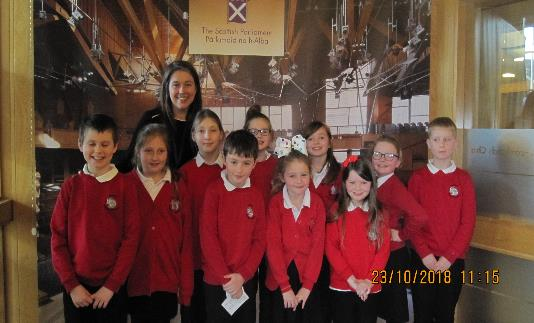 The Scottish Parliament
Pàrlamaid na h-Alba
23/10/2018 11:15